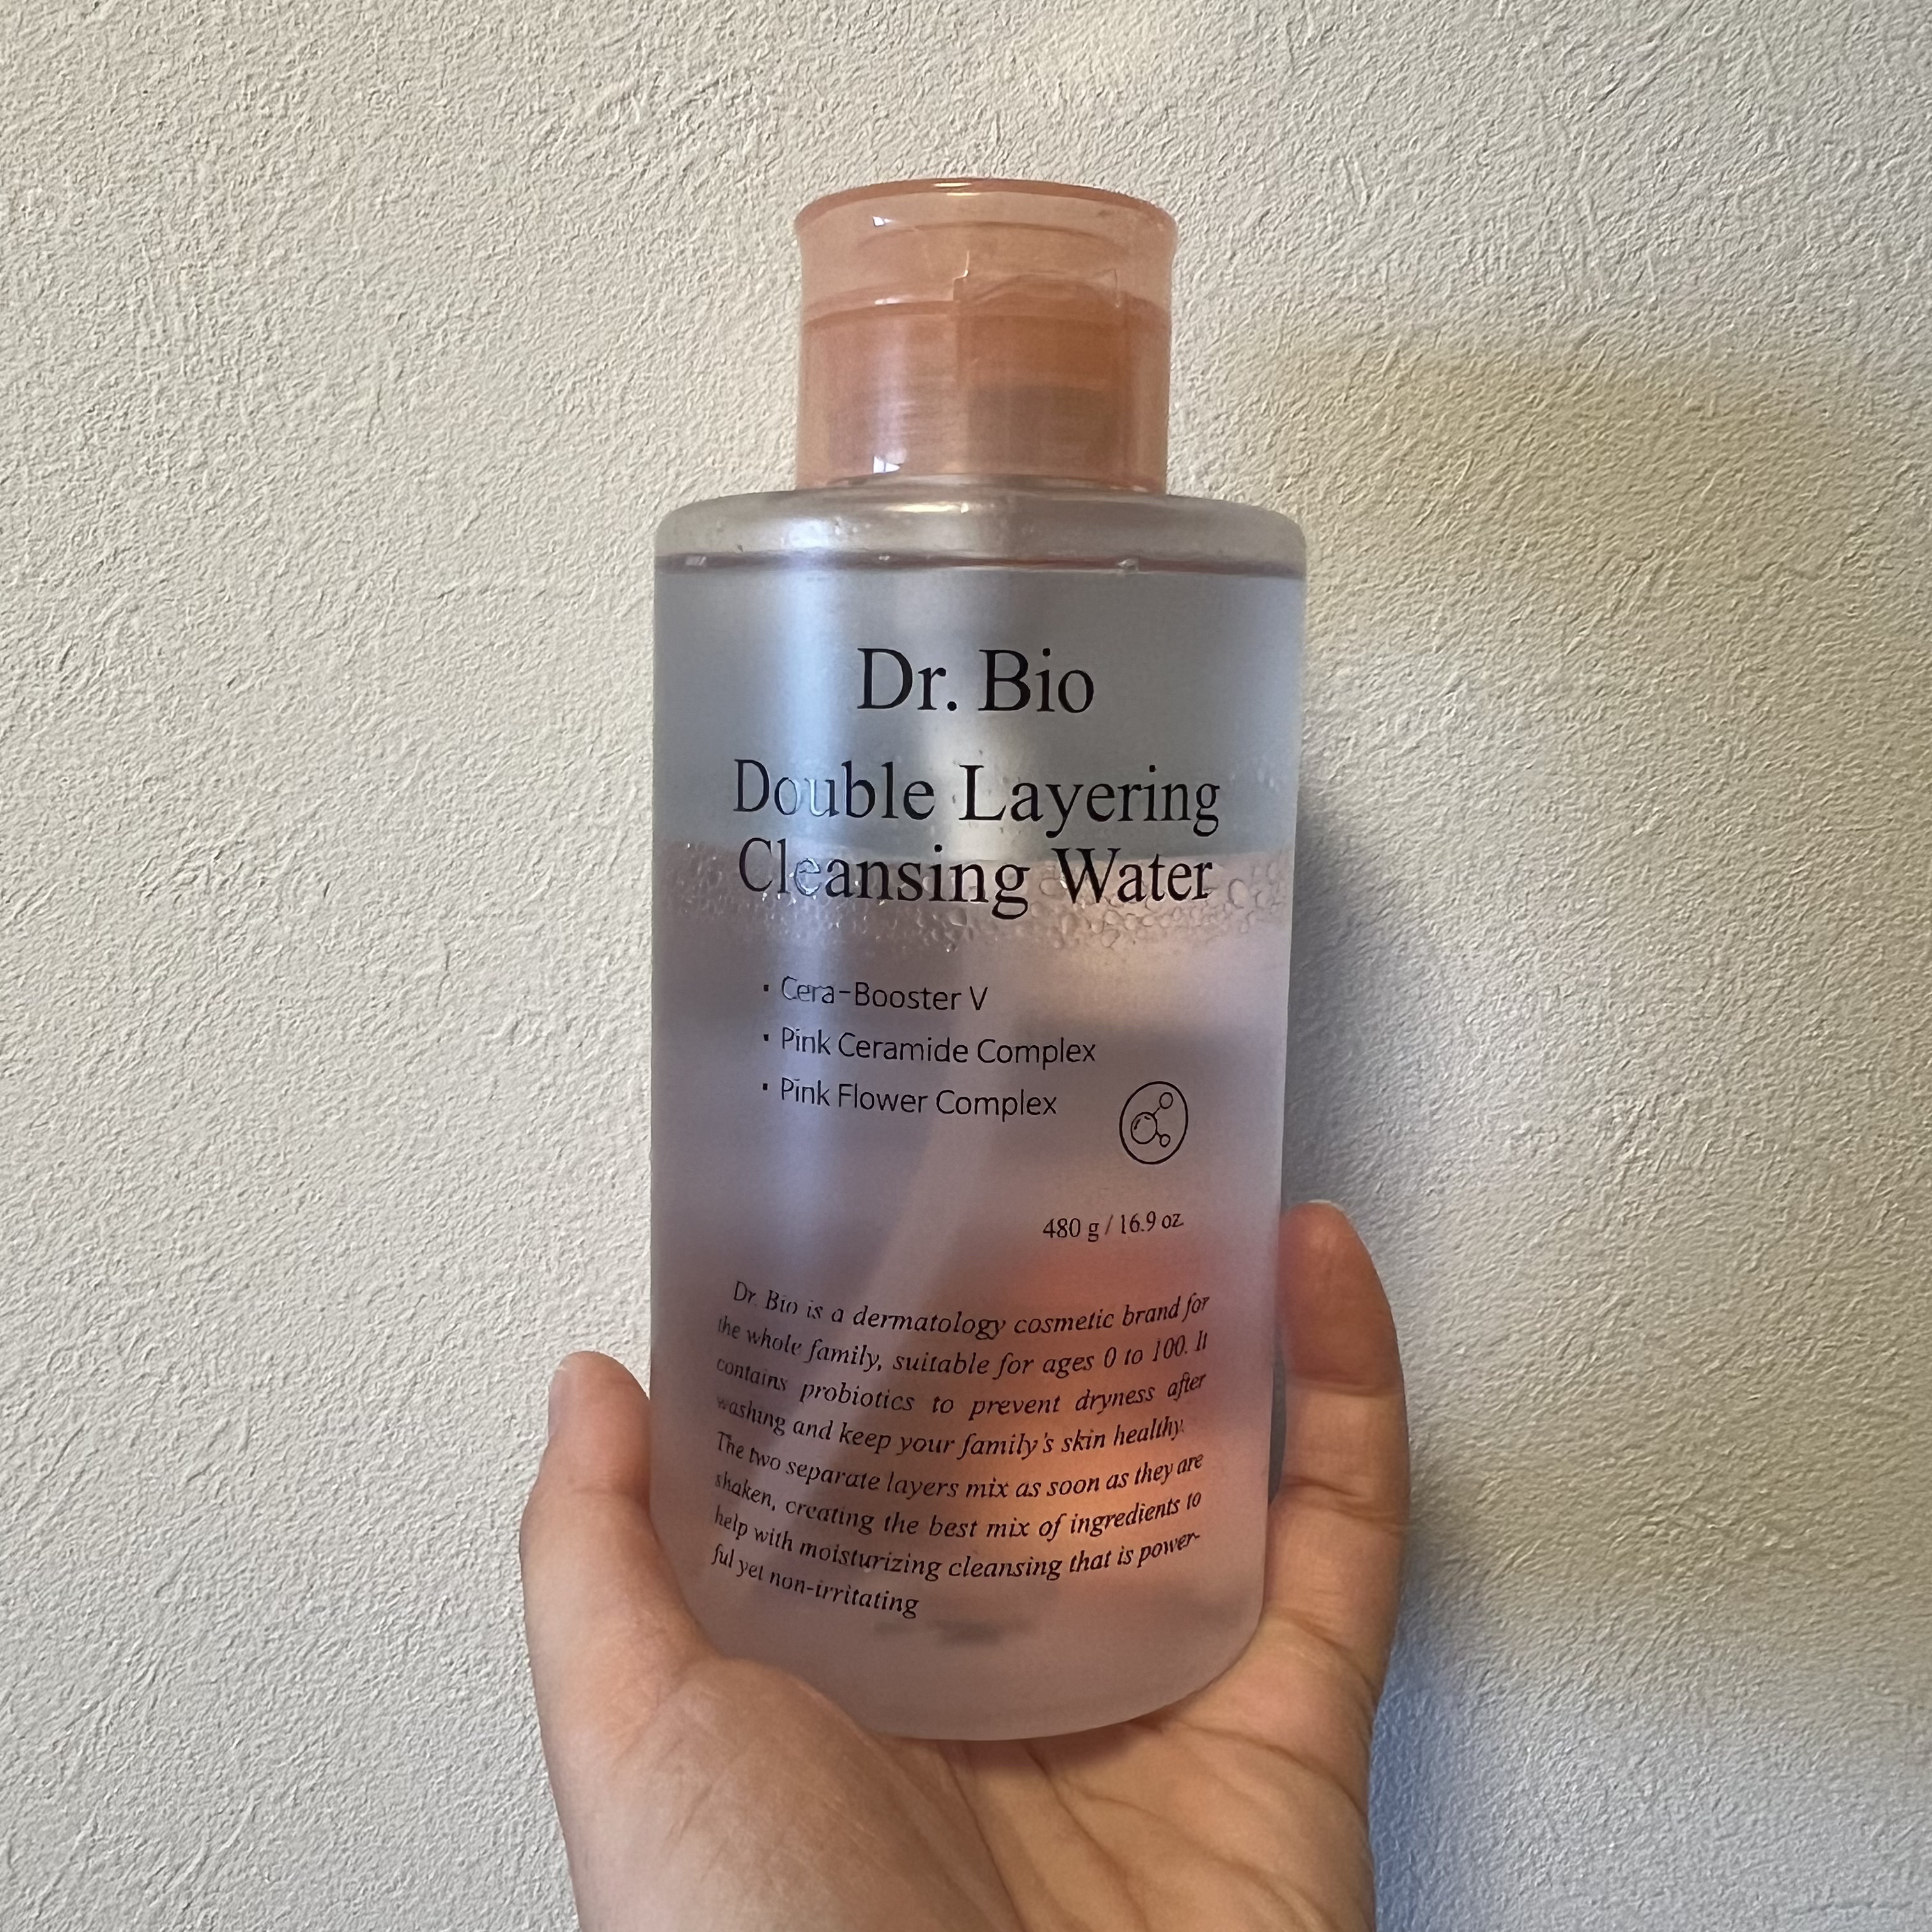 Dr. Bio
Double Layering
Cleansing Water
· Cera-Booster V
· Pink Ceramide Complex
· Pink Flower Complex
480 g / 16.9 oz
Dr. Bio is a dermatology cosmetic brand for
the whole family, suitable for ages 0 to 100. It
contains probiotics to prevent dryness after
washing and keep your family's skin healthy.
The two separate layers mix as soon as they are
shaken, creating the best mix of ingredients to
help with moisturizing cleansing that is power-
ful yet non-irritating